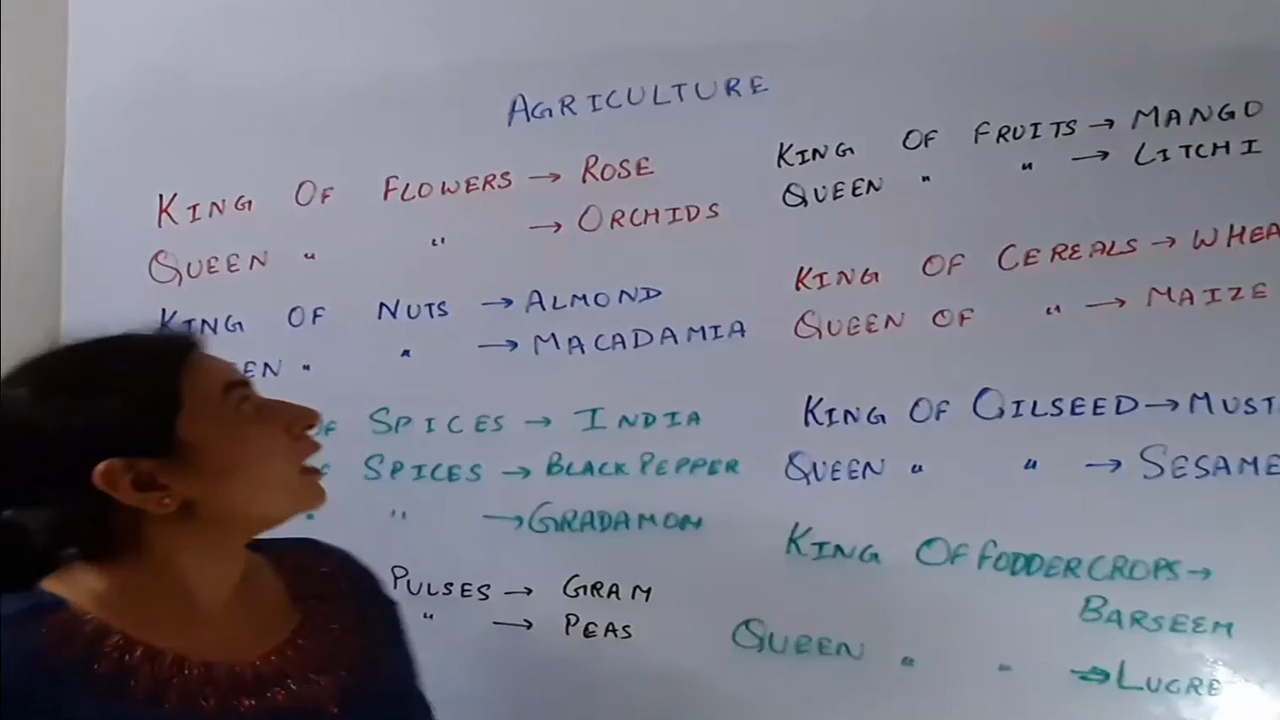 AGRICULTURE
KING OF FLOWERS → ROSE
QUEEN " " → ORCHIDS
KING OF NUTS → ALMOND
EEN " " → MACADAMIA
OF SPICES → INDIA
SPICES → BLACK PEPPER
" " → GRADAMON
PULSES → GRAM
" → PEAS
KING OF FRUITS → MANGO
QUEEN " " → LITCHI
KING OF CEREALS → WHEA
QUEEN OF " → MAIZE
KING OF OILSEED → MUST
QUEEN " " → SESAME
KING OF FODDER CROPS →
BARSEEM
QUEEN " " → LUCRE